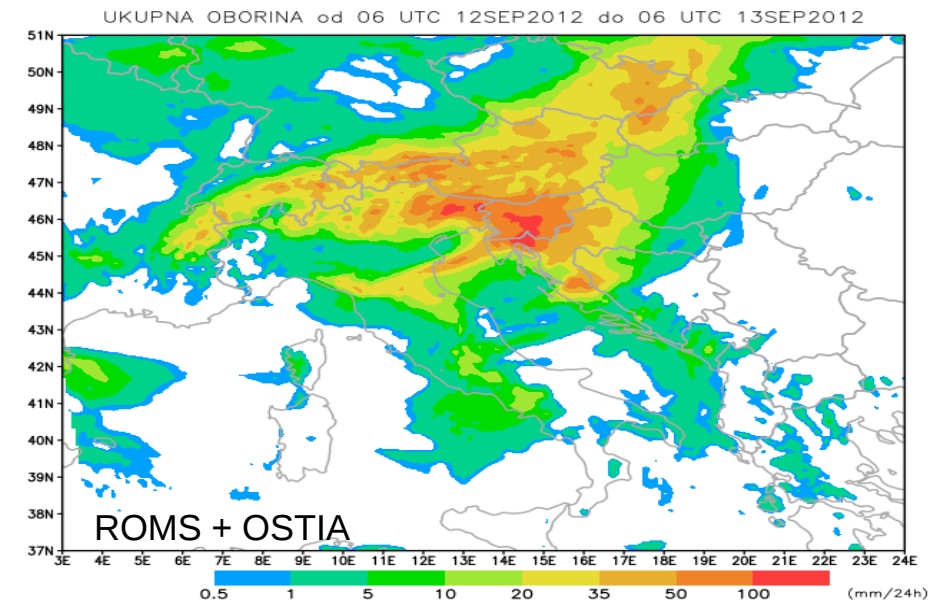 UKUPNA OBORINA od 06 UTC 12SEP2012 do 06 UTC 13SEP2012
51N
50N
49N
48N
47N
46N
45N
44N
43N
42N
41N
40N
39N
38N
37N
ROMS + OSTIA
3E 4E 5E 6E 7E 8E 9E 10E 11E 12E 13E 14E 15E 16E 17E 18E 19E 20E 21E 22E 23E 24E
0.5 1 5 10 20 35 50 100 (mm/24h)